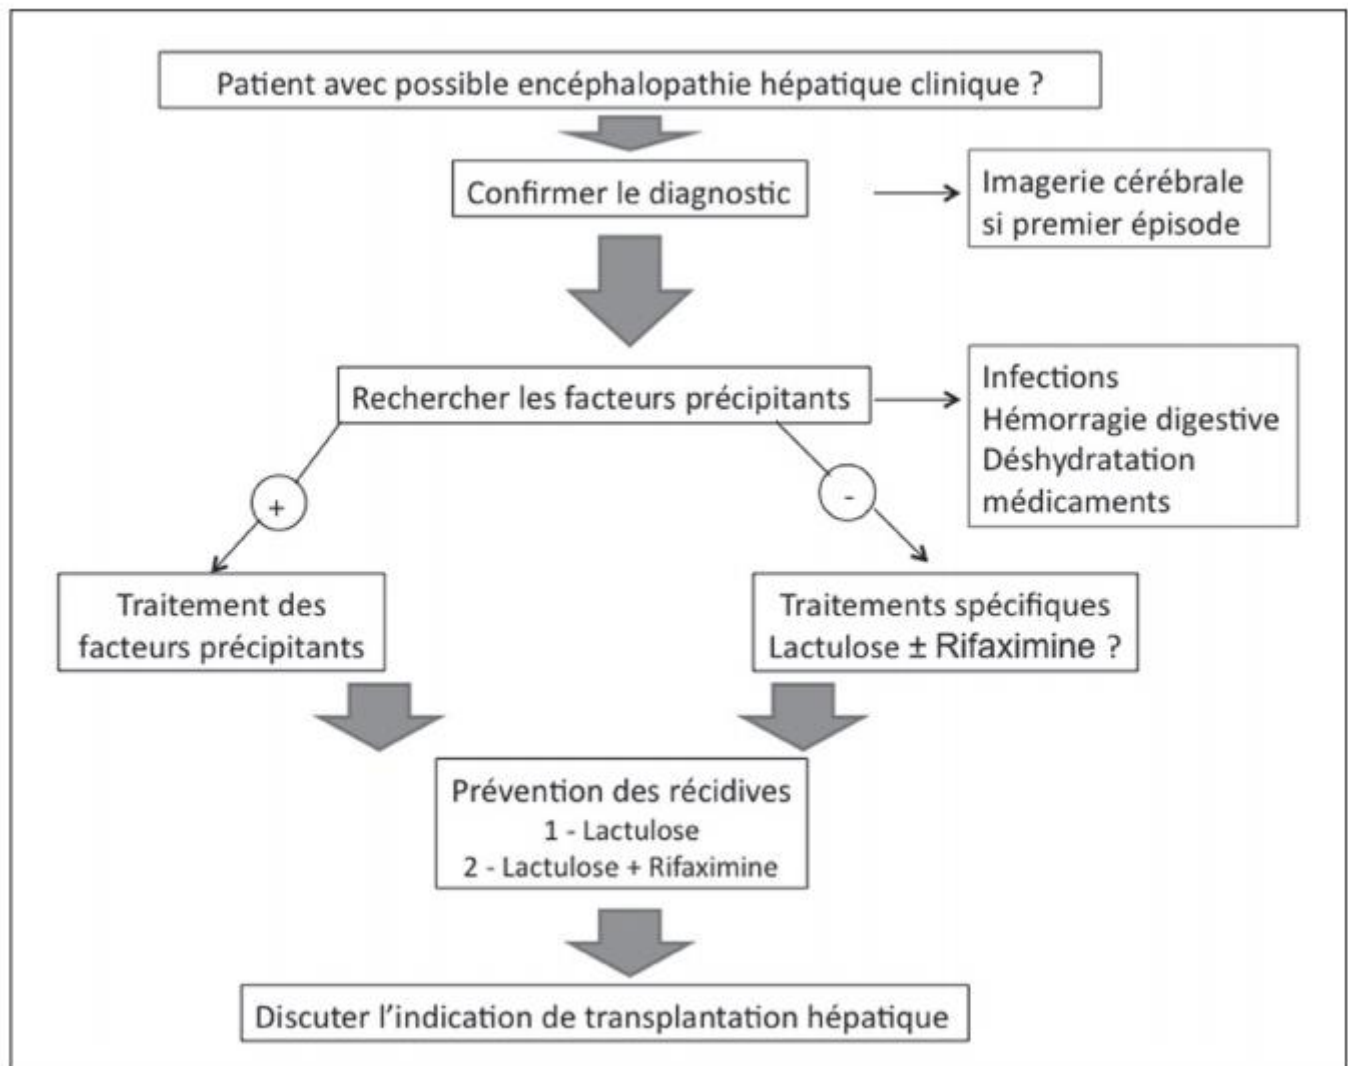 Patient avec possible encéphalopathie hépatique clinique ?
Confirmer le diagnostic
Imagerie cérébrale
si premier épisode
Rechercher les facteurs précipitants
Infections
Hémorragie digestive
Déshydratation
médicaments
+
-
Traitement des
facteurs précipitants
Traitements spécifiques
Lactulose ± Rifaximine ?
Prévention des récidives
1 - Lactulose
2 - Lactulose + Rifaximine
Discuter l'indication de transplantation hépatique